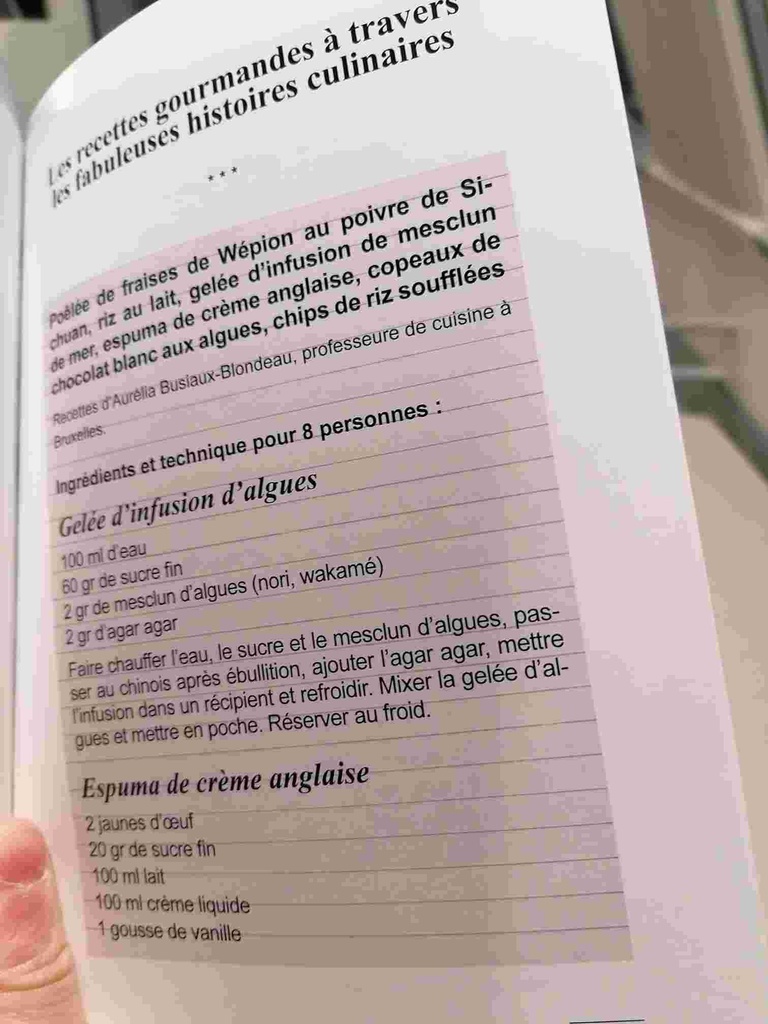 Les recettes gourmandes à travers
les fabuleuses histoires culinaires
***
Poêlée de fraises de Wépion au poivre de Si-
chuan, riz au lait, gelée d'infusion de mesclun
de mer, espuma de crème anglaise, copeaux de
chocolat blanc aux algues, chips de riz soufflées
Recettes d'Aurélia Busiaux-Blondeau, professeure de cuisine à
Bruxelles.
Ingrédients et technique pour 8 personnes :
Gelée d'infusion d'algues
100 ml d'eau
60 gr de sucre fin
2 gr de mesclun d'algues (nori, wakamé)
2 gr d'agar agar
Faire chauffer l'eau, le sucre et le mesclun d'algues, pas-
ser au chinois après ébullition, ajouter l'agar agar, mettre
l'infusion dans un récipient et refroidir. Mixer la gelée d'al-
gues et mettre en poche. Réserver au froid.
Espuma de crème anglaise
2 jaunes d'œuf
20 gr de sucre fin
100 ml lait
100 ml crème liquide
1 gousse de vanille